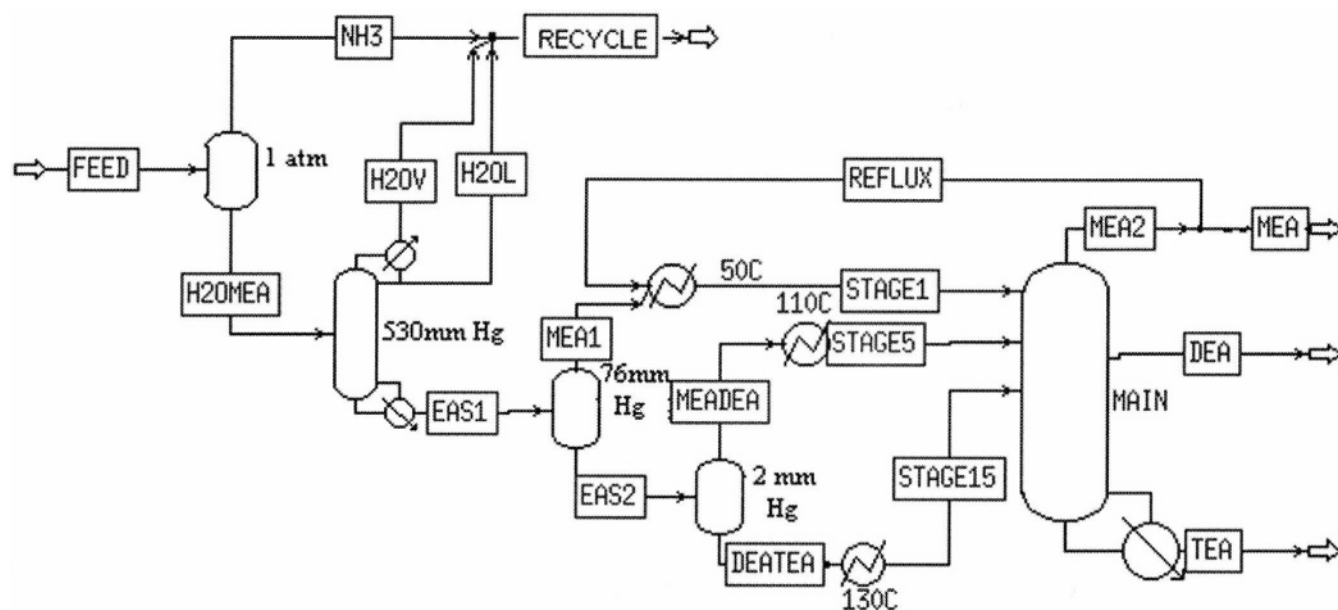 NH3
RECYCLE
FEED
1 atm
H2OV
H2OL
REFLUX
MEA2
MEA
H2OMEA
50C
STAGE1
110C
530mm Hg
MEA1
STAGE5
DEA
76mm
Hg
MEADEA
MAIN
EAS1
STAGE15
EAS2
2 mm
Hg
DEATEA
TEA
130C